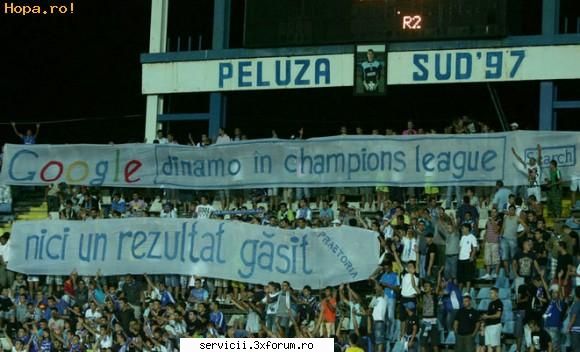 Hopa.ro!
R2
PELUZA SUD'97
Google dinamo in champions league Search
nici un rezultat găsit
PRAETORIA
servicii.3xforum.ro/